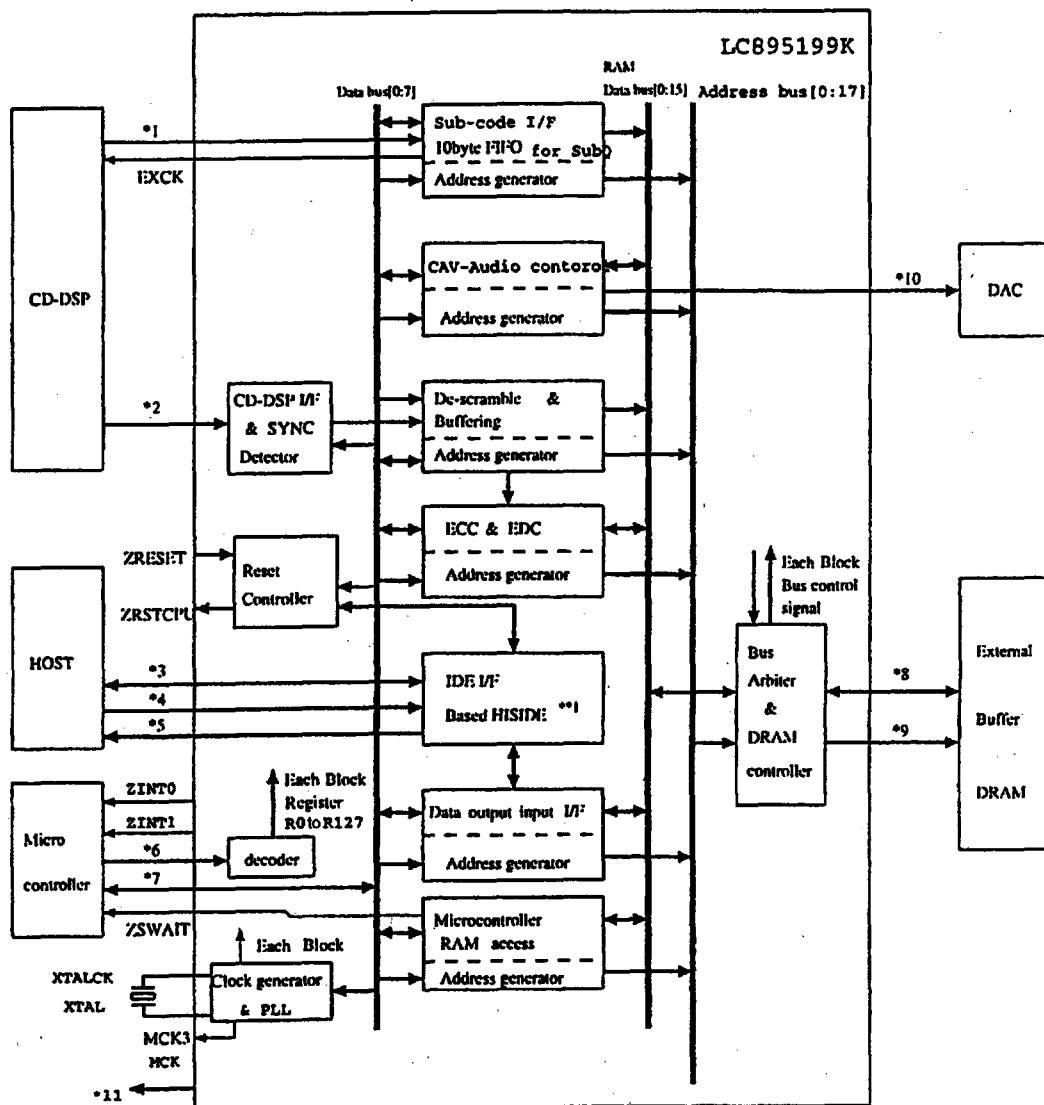 LC895199K
RAM
Data bus[0:7]
Data bus[0:15]
Address bus[0:17]
CD-DSP
*1
EXCK
Sub-code I/F
10byte FIFO for SubQ
Address generator
CAV-Audio contorol
Address generator
*10
DAC
*2
CD-DSP I/F
& SYNC
Detector
De-scramble &
Buffering
Address generator
ECC & EDC
Address generator
ZRESET
ZRSTCPU
Reset
Controller
HOST
*3
*4
*5
IDE I/F
Based HISIDE **1
Each Block
Bus control
signal
Bus
Arbiter
&
DRAM
controller
*8
*9
External
Buffer
DRAM
Micro
controller
ZINT0
ZINT1
*6
*7
ZSWAIT
Each Block
Register
R0 to R127
decoder
Data output input I/F
Address generator
Microcontroller
RAM access
Address generator
Each Block
Clock generator
& PLL
XTALCK
XTAL
MCK3
MCK
*11